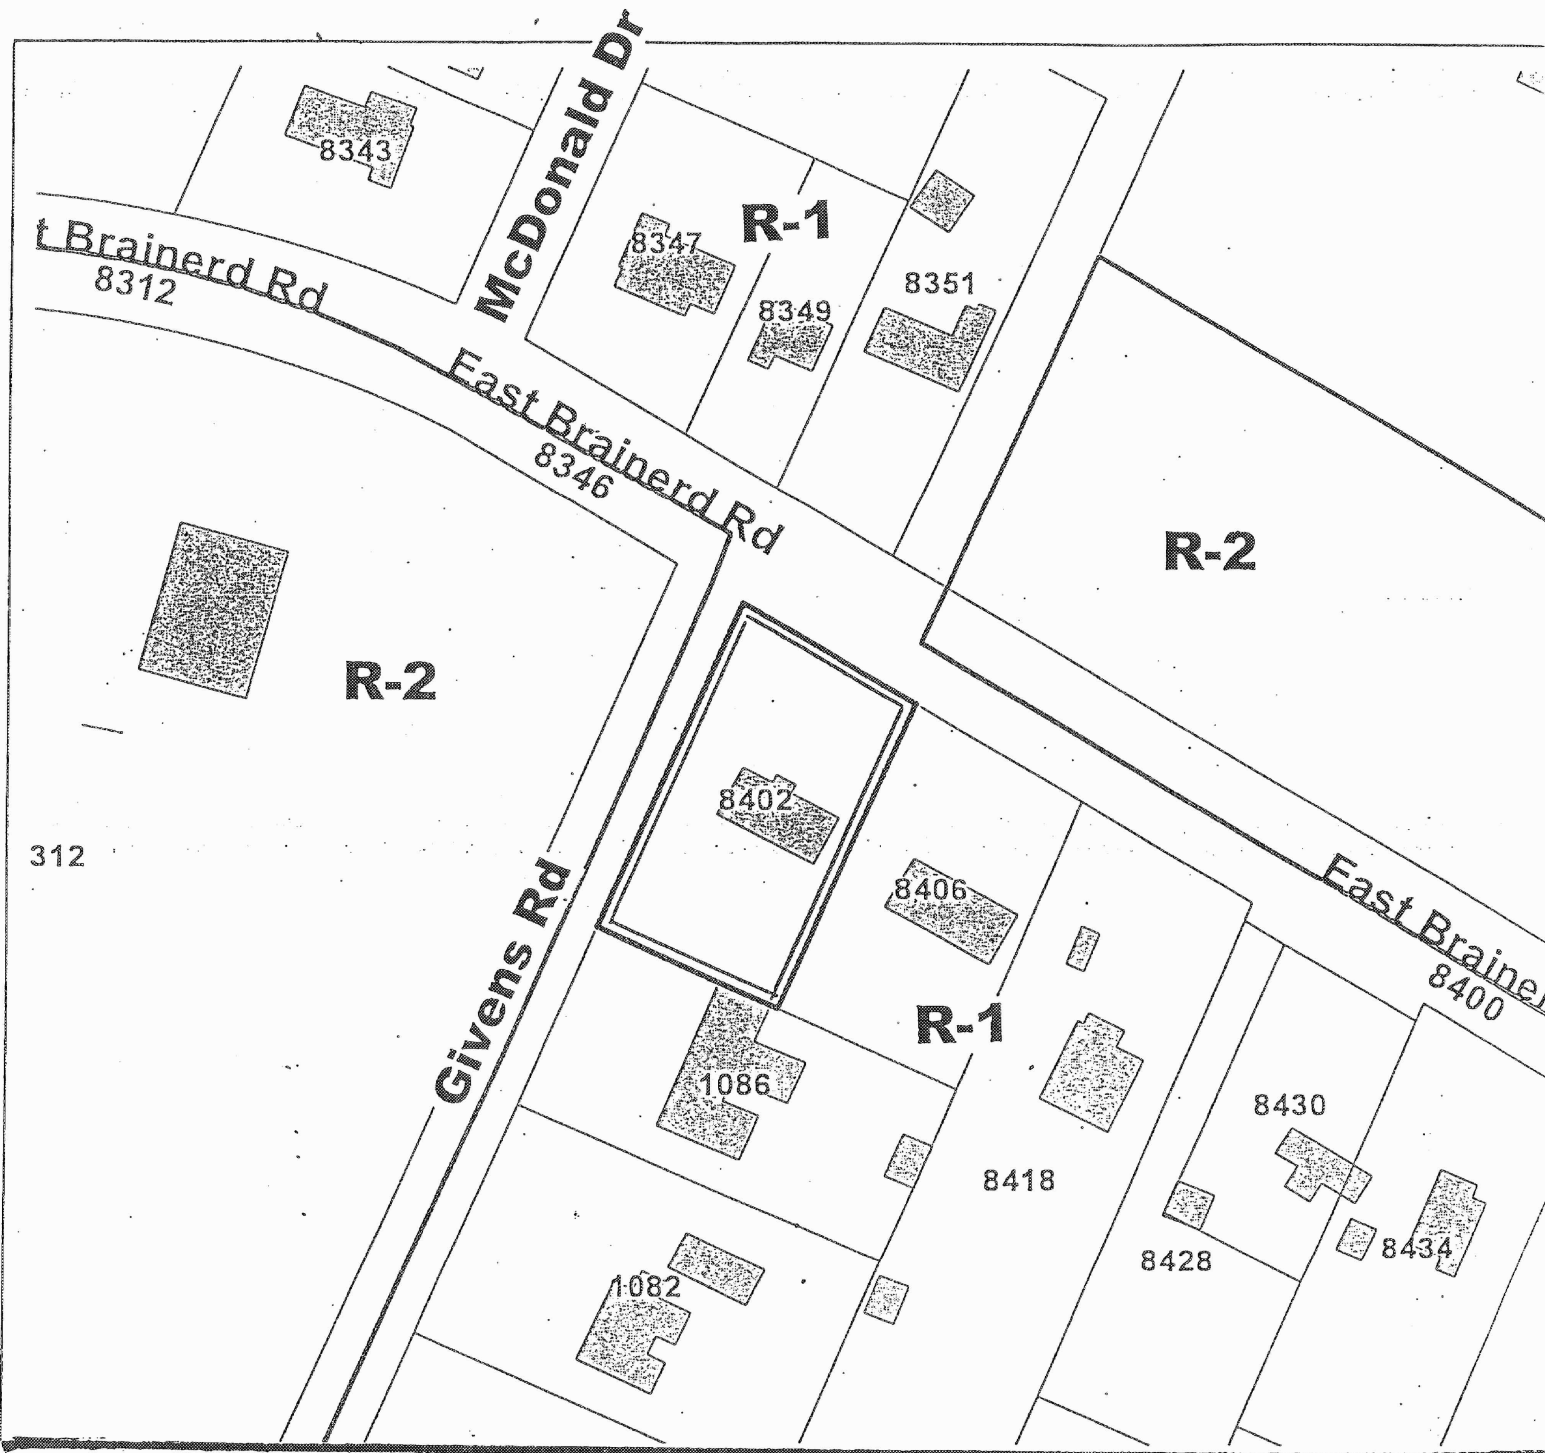 McDonald Dr
8343
R-1
8347
t Brainerd Rd
8312
8351
8349
East Brainerd Rd
8346
R-2
R-2
8402
312
8406
East Brainer
8400
Givens Rd
R-1
1086
8430
8418
8434
8428
1082